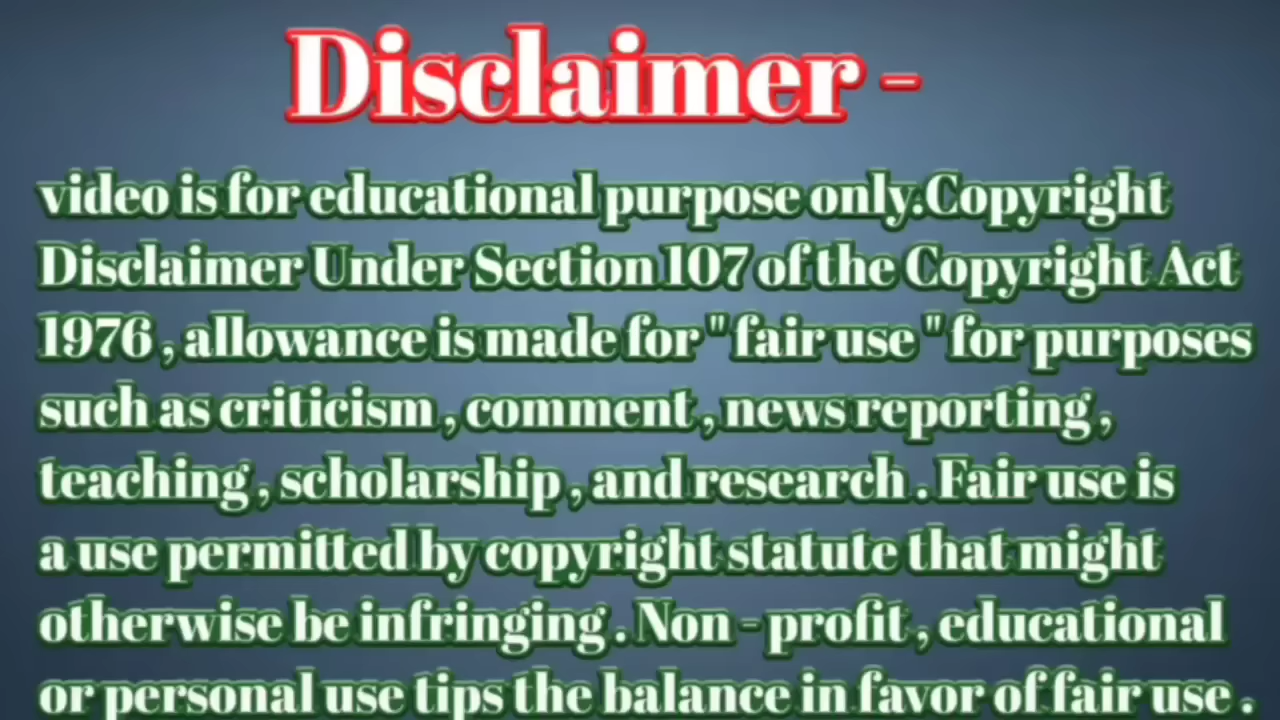 Disclaimer -
video is for educational purpose only.Copyright
Disclaimer Under Section 107 of the Copyright Act
1976 , allowance is made for " fair use " for purposes
such as criticism , comment , news reporting ,
teaching , scholarship , and research . Fair use is
a use permitted by copyright statute that might
otherwise be infringing . Non - profit , educational
or personal use tips the balance in favor of fair use .